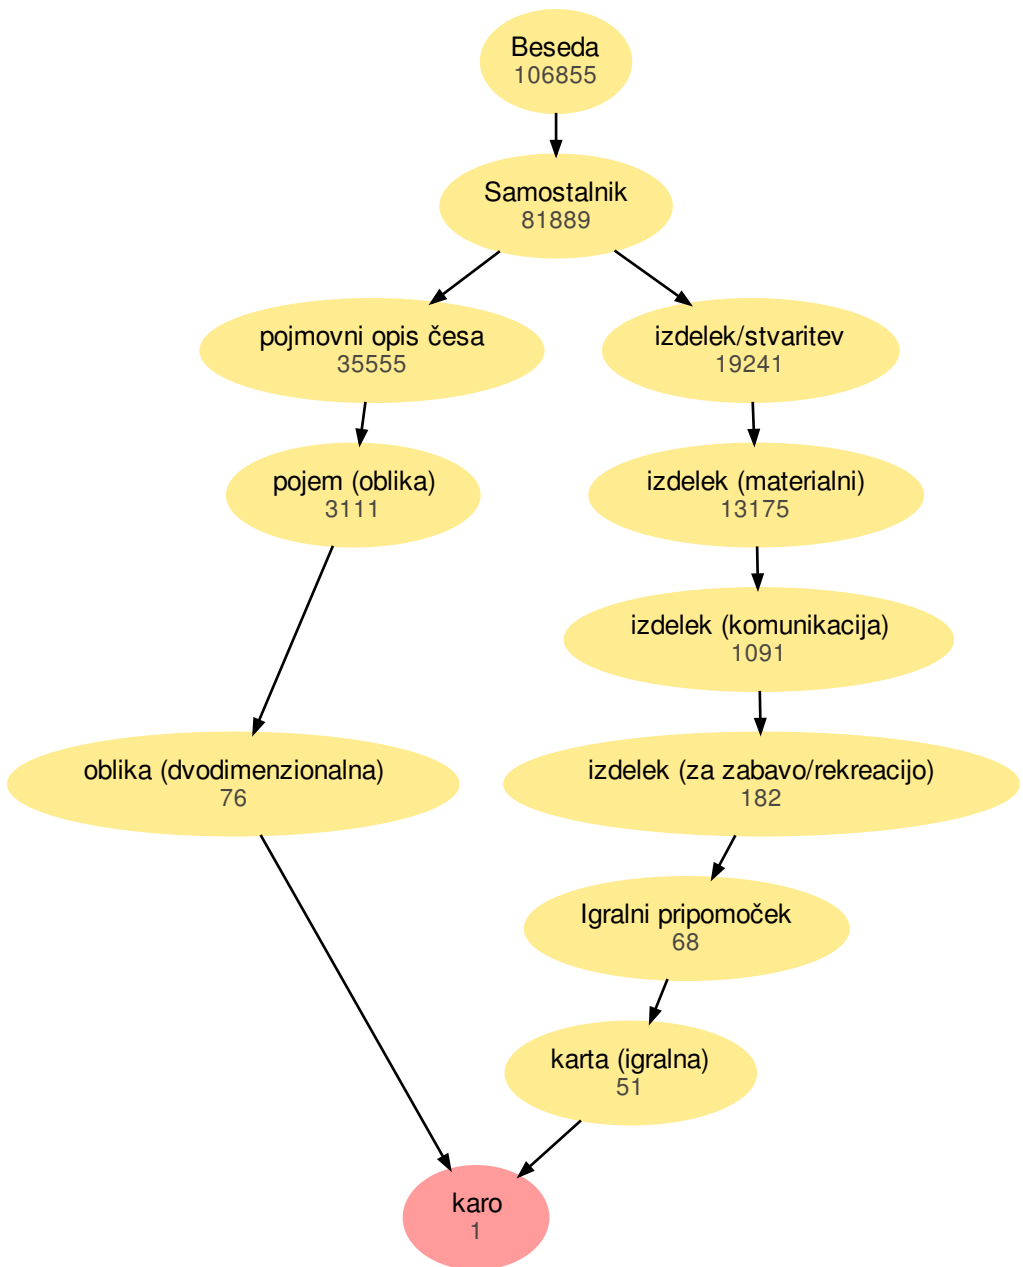 Beseda
106855
Samostalnik
81889
pojmovni opis česa
35555
izdelek/stvaritev
19241
pojem (oblika)
3111
izdelek (materialni)
13175
izdelek (komunikacija)
1091
oblika (dvodimenzionalna)
76
izdelek (za zabavo/rekreacijo)
182
Igralni pripomoček
68
karta (igralna)
51
karo
1